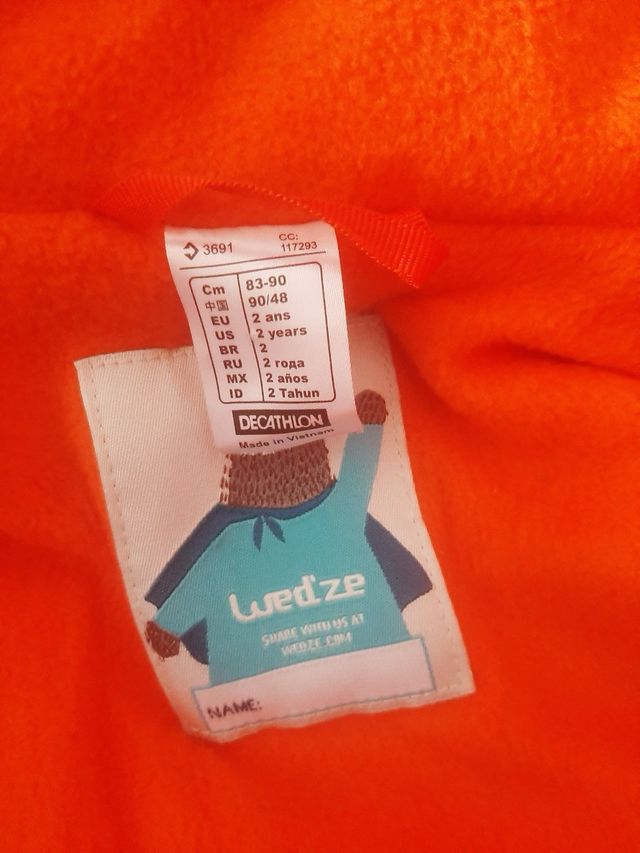 3691
CC:
117293
Cm 83-90
中国 90/48
EU 2 ans
US 2 years
BR 2
RU 2 года
MX 2 años
ID 2 Tahun
DECATHLON
Made in Vietnam
wed'ze
SHARE WITH US AT
WEDZE.COM
NAME: